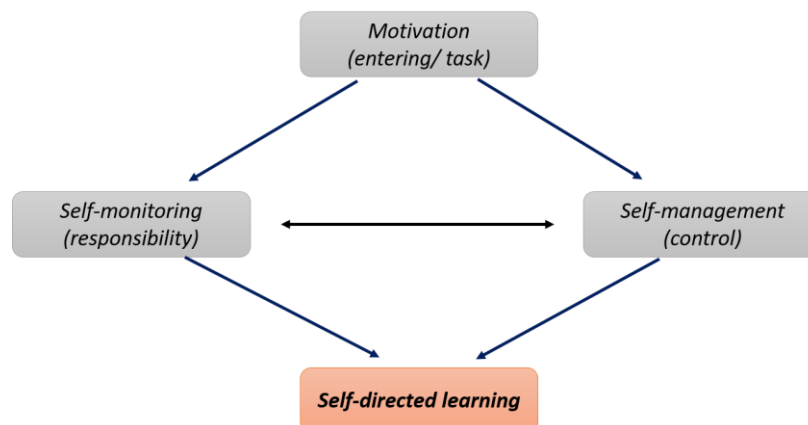 Motivation
(entering/ task)
Self-monitoring
(responsibility)
Self-management
(control)
Self-directed learning